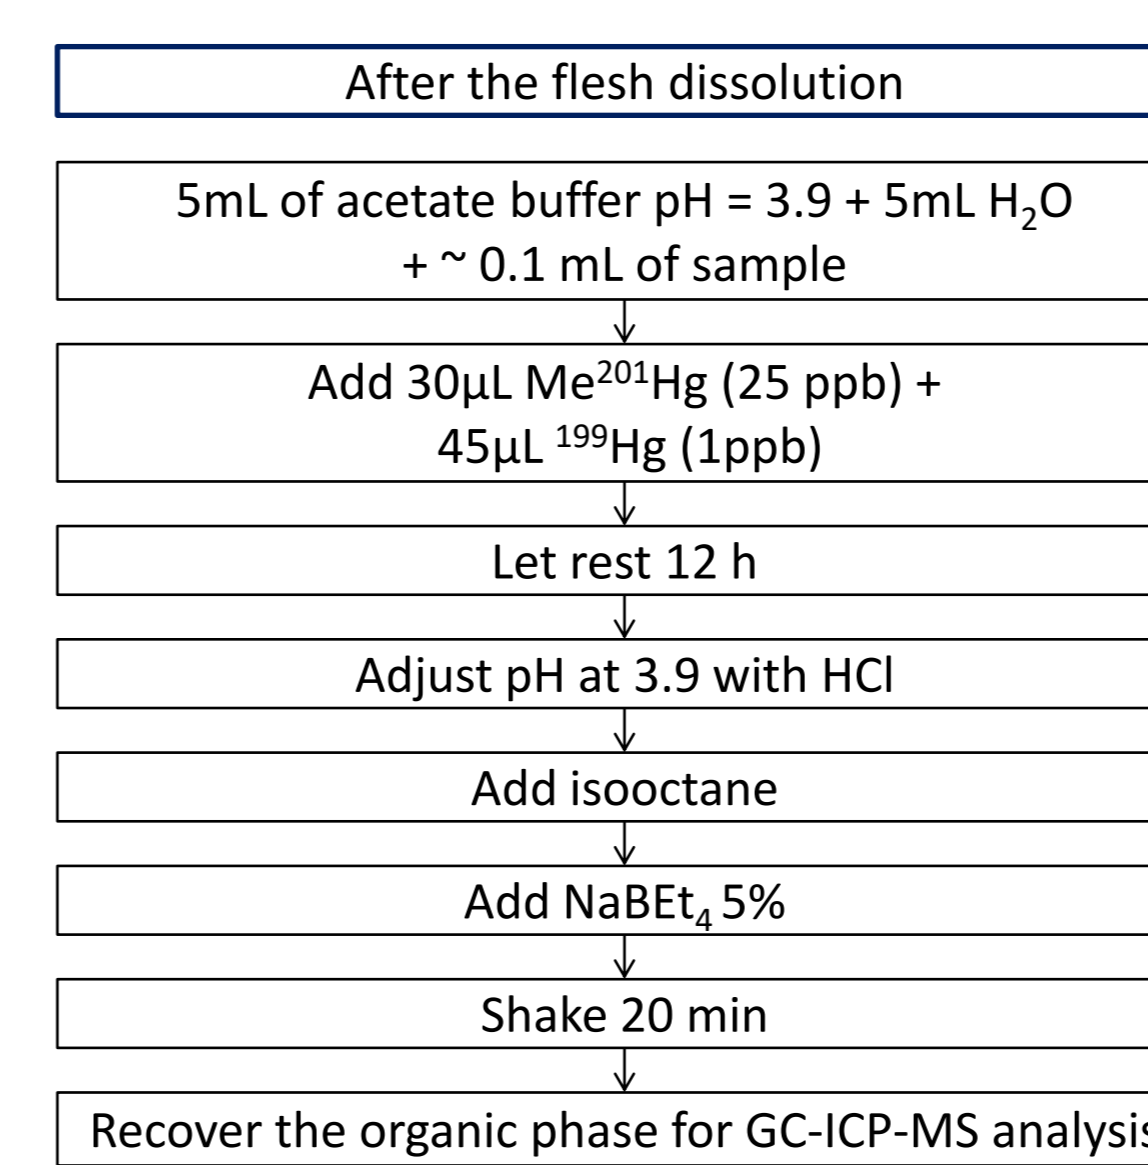 After the flesh dissolution
5mL of acetate buffer pH = 3.9 + 5mL H₂O
+ ~ 0.1 mL of sample
Add 30µL Me²⁰¹Hg (25 ppb) +
45µL ¹⁹⁹Hg (1ppb)
Let rest 12 h
Adjust pH at 3.9 with HCl
Add isooctane
Add NaBEt₄ 5%
Shake 20 min
Recover the organic phase for GC-ICP-MS analysis